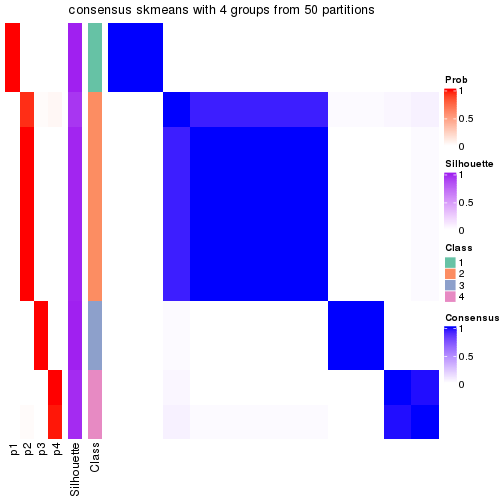 consensus skmeans with 4 groups from 50 partitions
Prob
1
0.5
0
Silhouette
1
0.5
0
Class
1
2
3
4
Consensus
1
0.5
0
p1
p2
p3
p4
Silhouette
Class